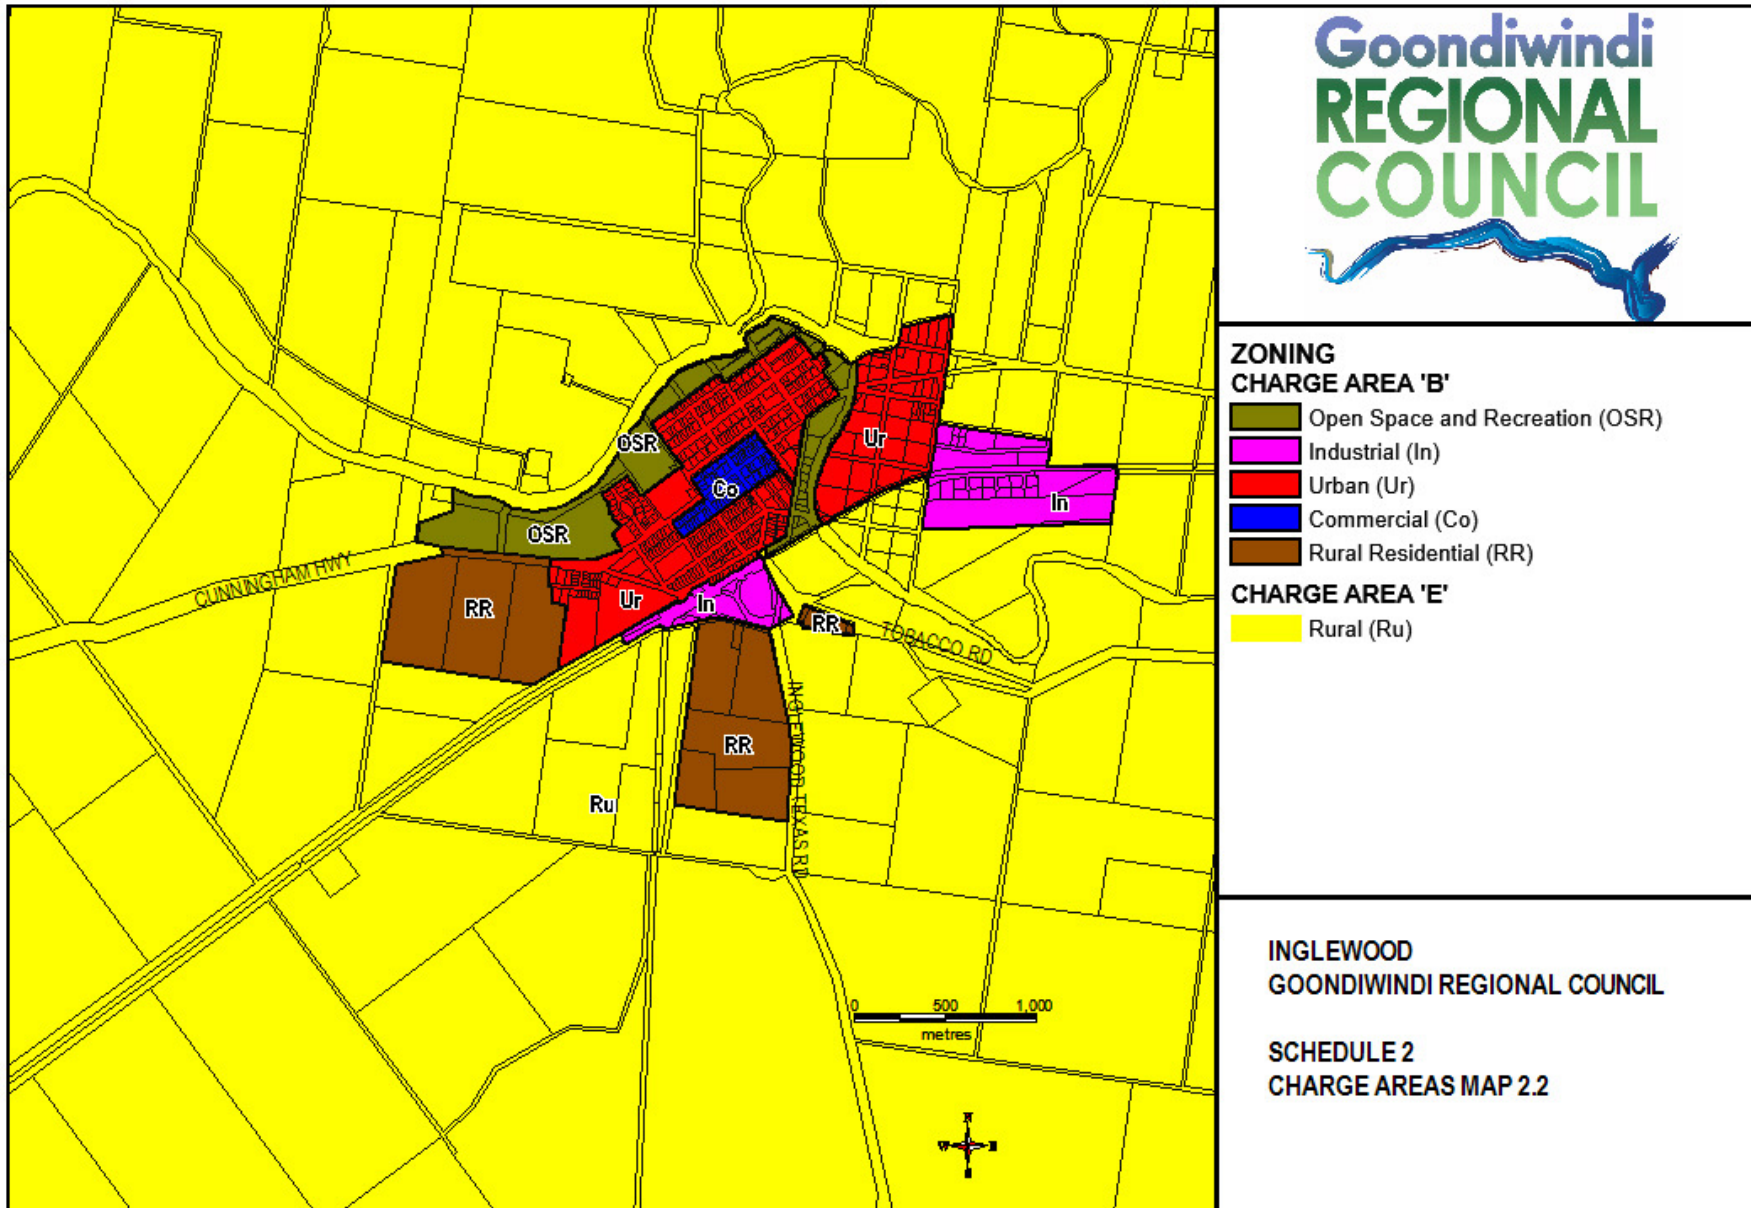 Goondiwindi
REGIONAL
COUNCIL
ZONING
CHARGE AREA 'B'
Open Space and Recreation (OSR)
Industrial (In)
Urban (Ur)
Commercial (Co)
Rural Residential (RR)
CHARGE AREA 'E'
Rural (Ru)
OSR
Ur
Co
In
OSR
CUNNINGHAM HWY
RR
Ur
In
RR
TOBACCO RD
INGLEWOOD TEXAS RD
RR
Ru
0 500 1,000
metres
N
W E
S
INGLEWOOD
GOONDIWINDI REGIONAL COUNCIL
SCHEDULE 2
CHARGE AREAS MAP 2.2